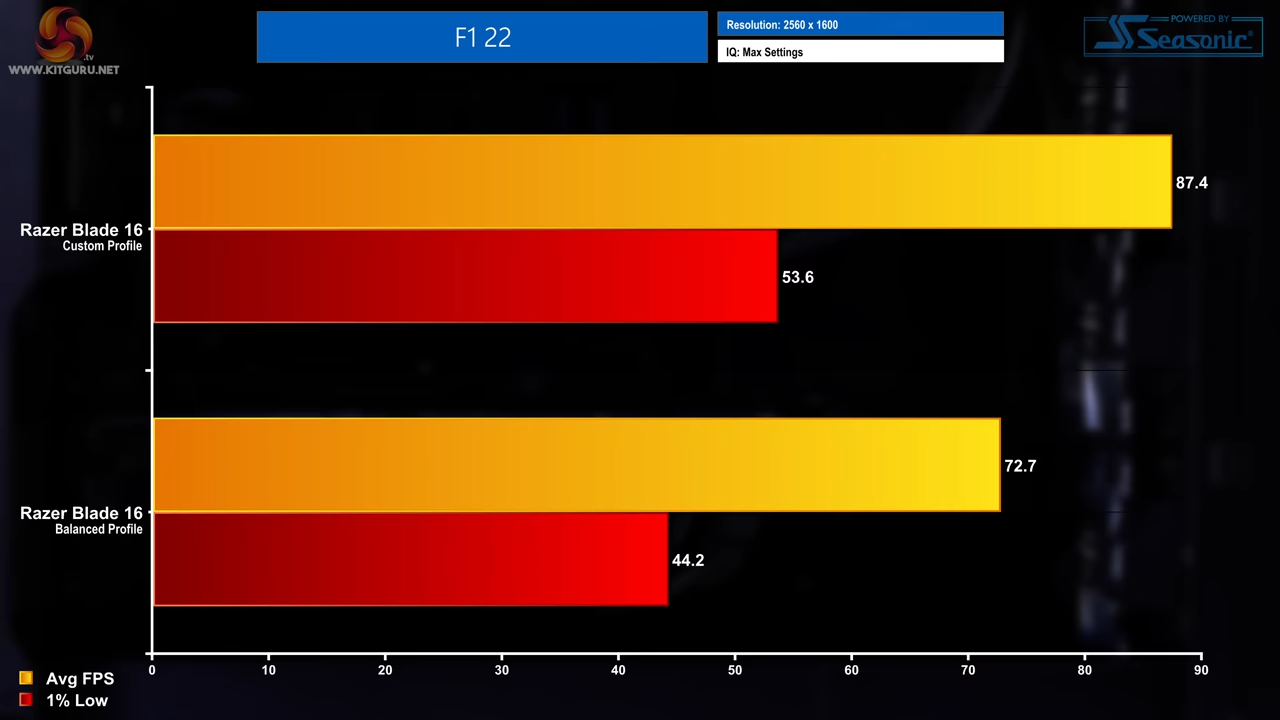 .tv
WWW.KITGURU.NET
F1 22
Resolution: 2560 x 1600
IQ: Max Settings
POWERED BY
Seasonic®
87.4
Razer Blade 16
Custom Profile
53.6
72.7
Razer Blade 16
Balanced Profile
44.2
0 10 20 30 40 50 60 70 80 90
Avg FPS
1% Low